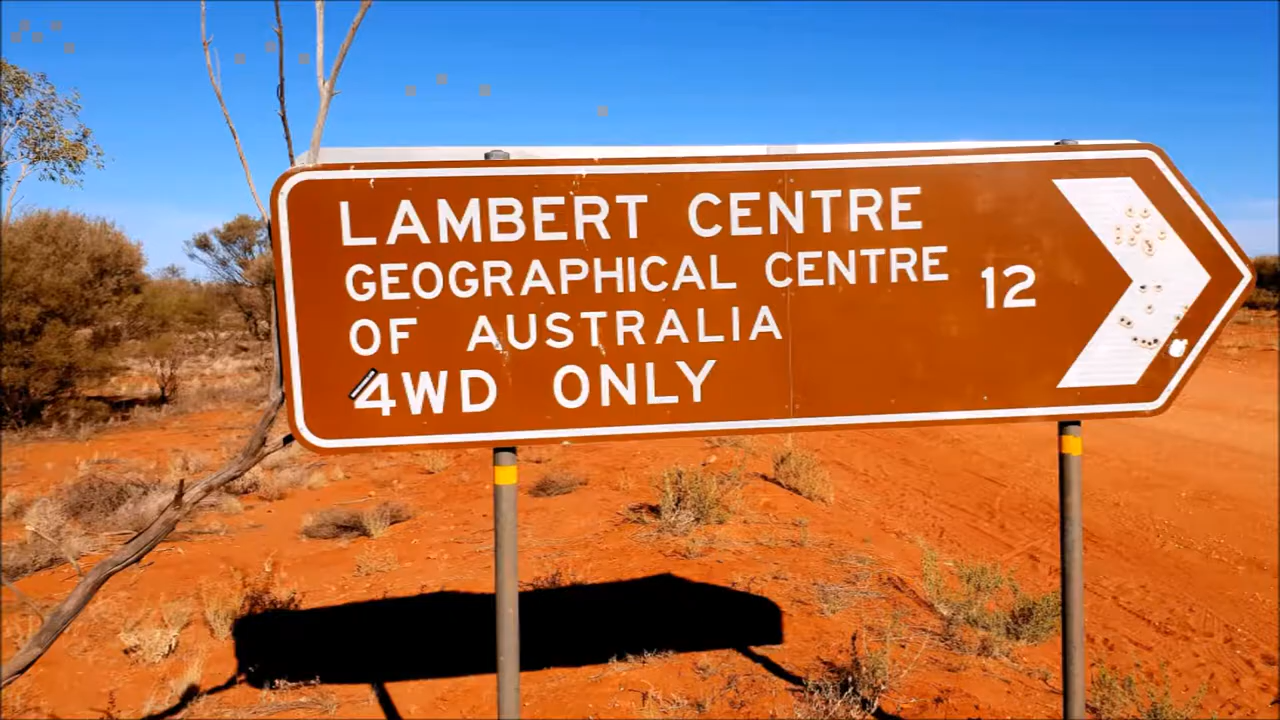 LAMBERT CENTRE
GEOGRAPHICAL CENTRE
OF AUSTRALIA
4WD ONLY
12